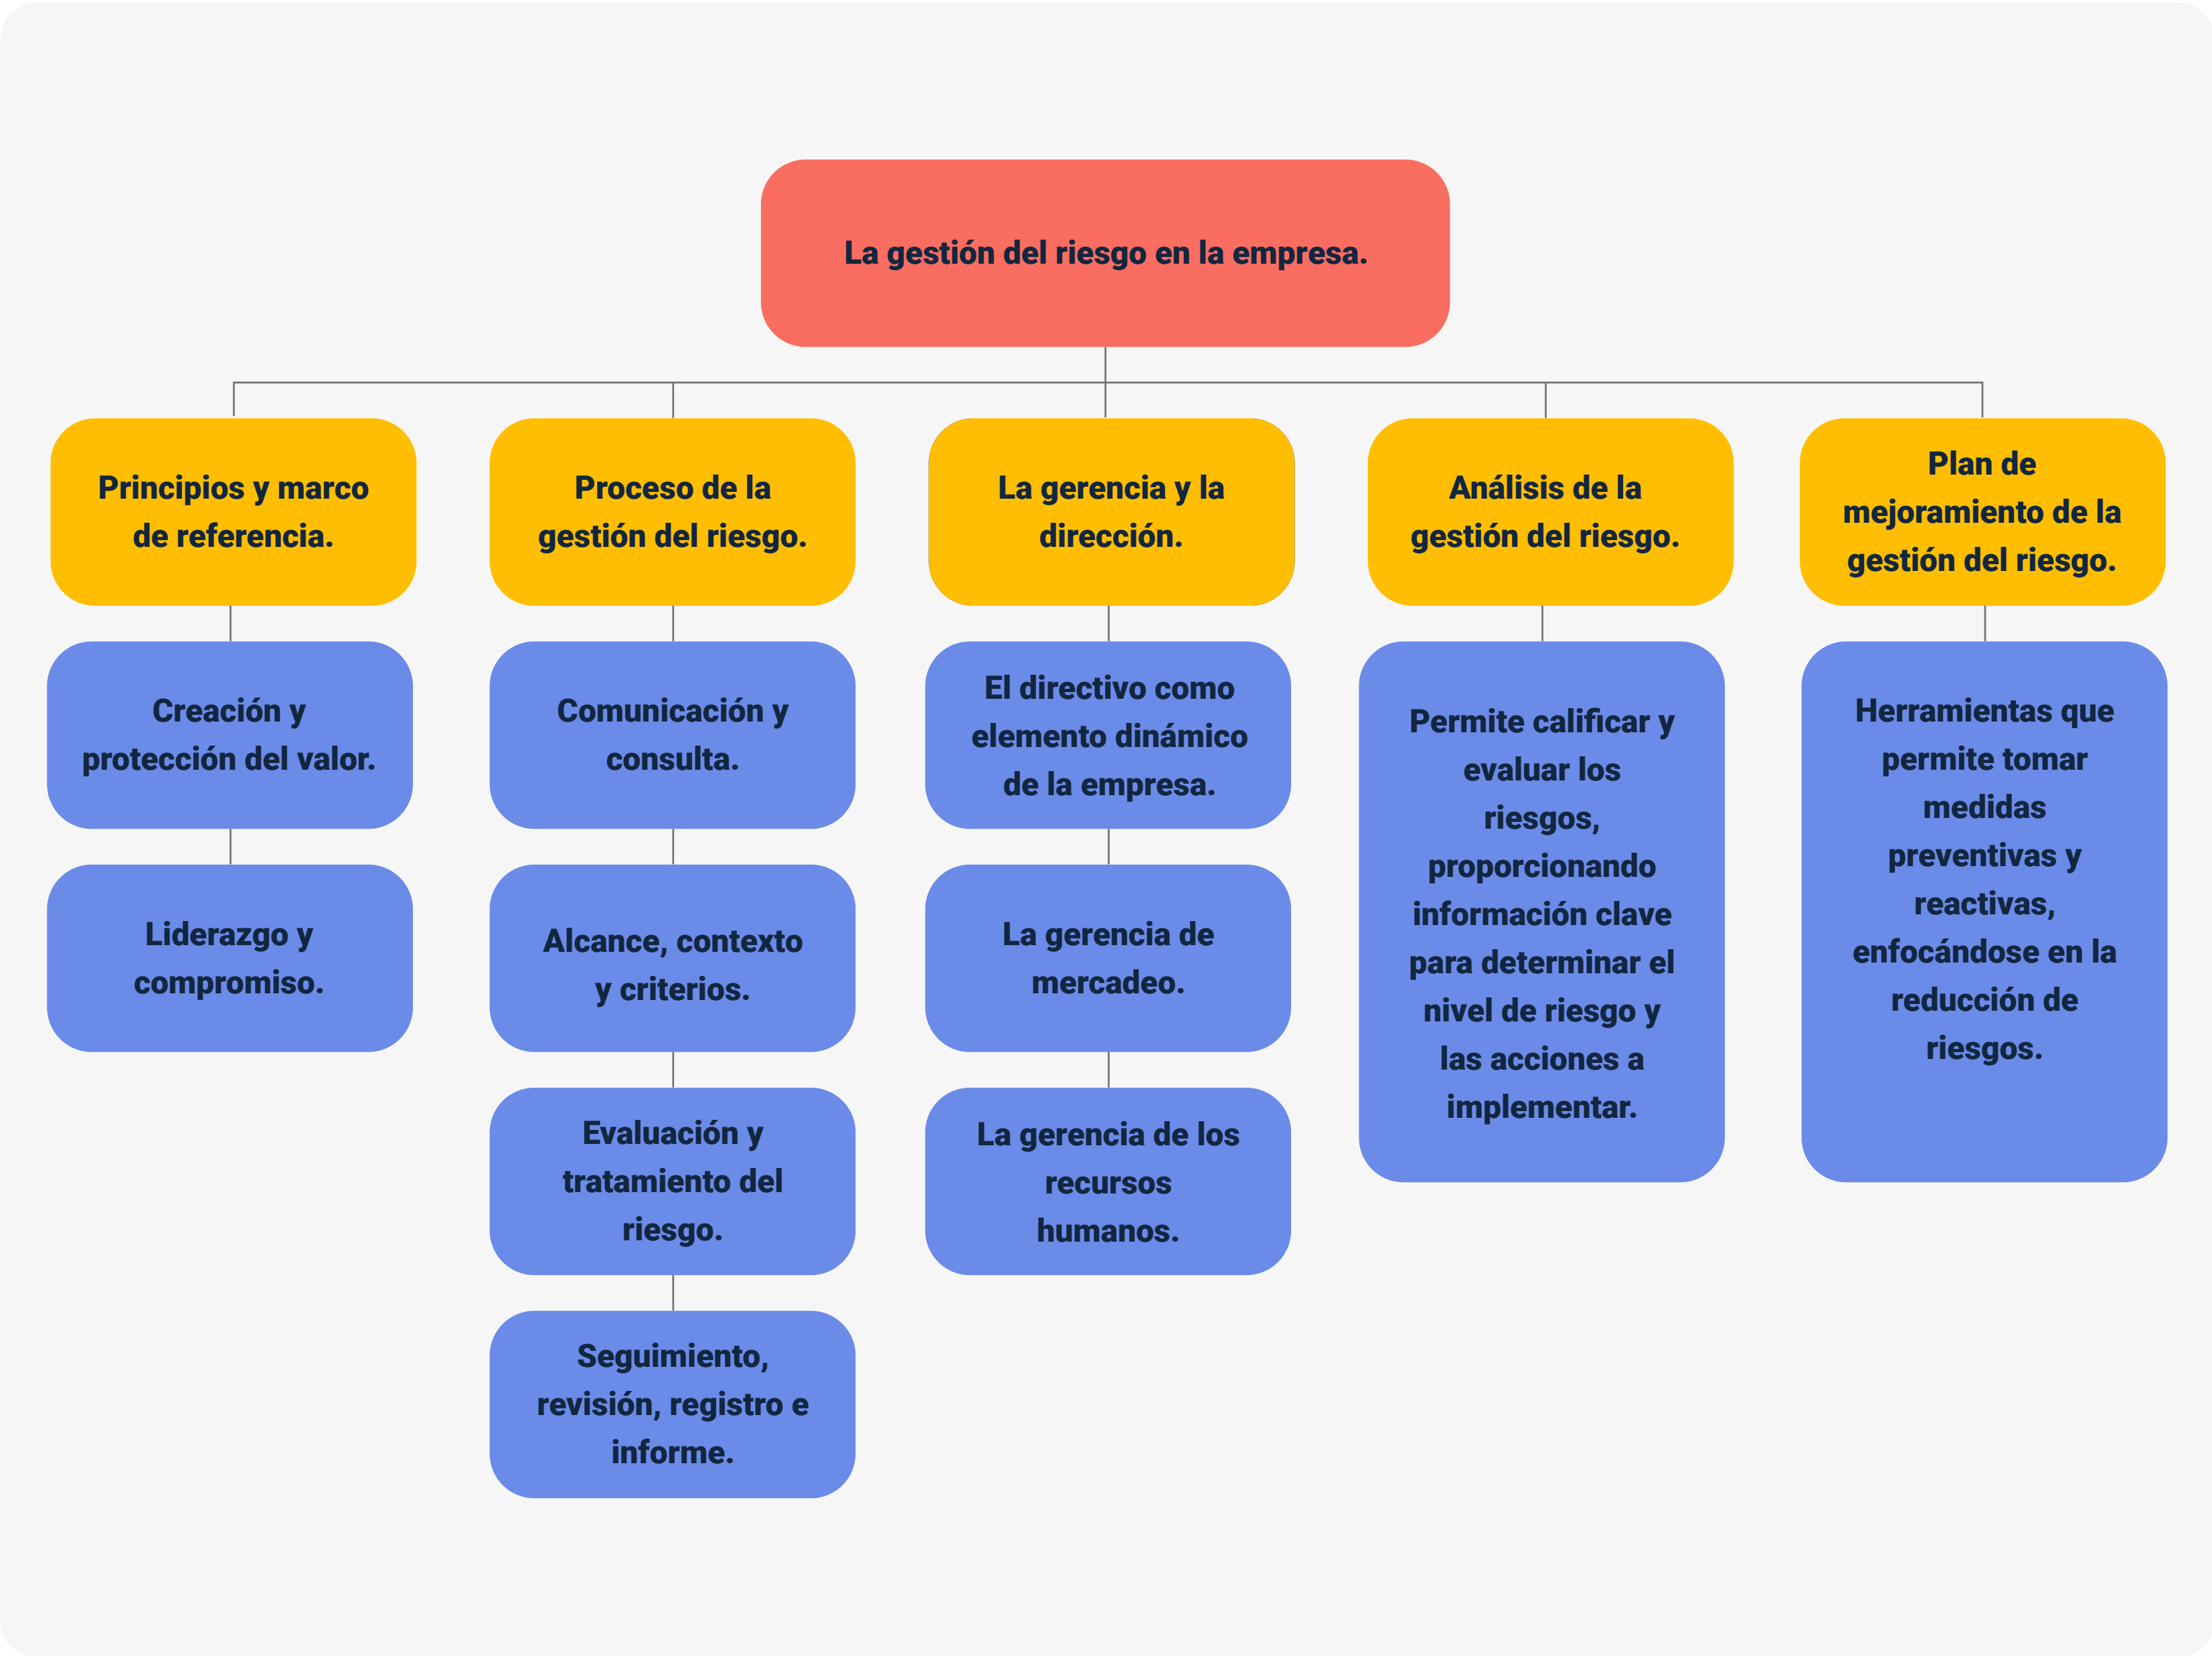 La gestión del riesgo en la empresa.
Principios y marco
de referencia.
Creación y
protección del valor.
Liderazgo y
compromiso.
Proceso de la
gestión del riesgo.
Comunicación y
consulta.
Alcance, contexto
y criterios.
Evaluación y
tratamiento del
riesgo.
Seguimiento,
revisión, registro e
informe.
La gerencia y la
dirección.
El directivo como
elemento dinámico
de la empresa.
La gerencia de
mercadeo.
La gerencia de los
recursos
humanos.
Análisis de la
gestión del riesgo.
Permite calificar y
evaluar los
riesgos,
proporcionando
información clave
para determinar el
nivel de riesgo y
las acciones a
implementar.
Plan de
mejoramiento de la
gestión del riesgo.
Herramientas que
permite tomar
medidas
preventivas y
reactivas,
enfocándose en la
reducción de
riesgos.